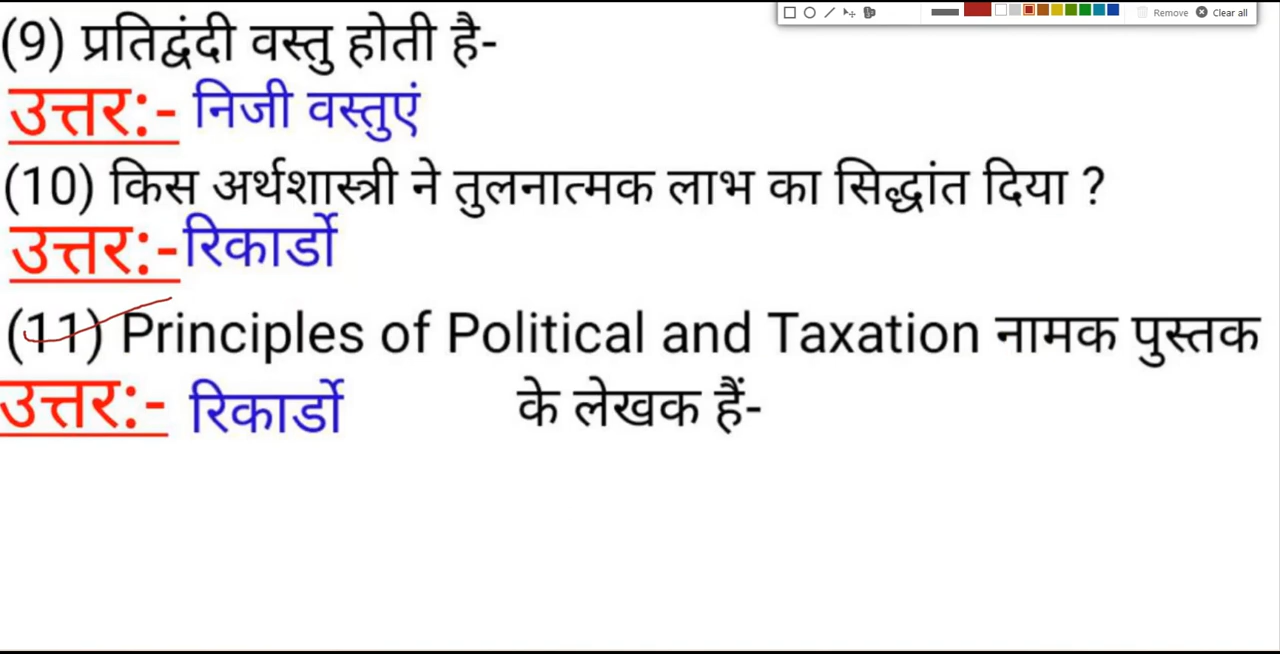 Remove Clear all
(9) प्रतिद्वंदी वस्तु होती है-
उत्तर:- निजी वस्तुएं
(10) किस अर्थशास्त्री ने तुलनात्मक लाभ का सिद्धांत दिया ?
उत्तर:-रिकार्डो
(11) Principles of Political and Taxation नामक पुस्तक
के लेखक हैं-
उत्तर:- रिकार्डो